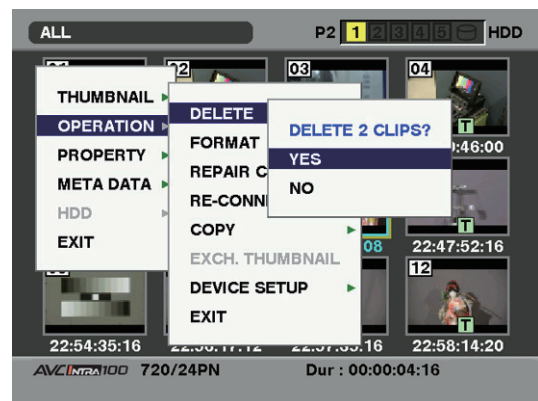 ALL P2 1 2 3 4 5 HDD
02 03 04
THUMBNAIL
OPERATION
PROPERTY
META DATA
HDD
EXIT
DELETE
FORMAT
REPAIR C
RE-CONN
COPY
EXCH. THUMBNAIL
DEVICE SETUP
EXIT
DELETE 2 CLIPS?
YES
NO
T
:46:00
T
08 22:47:52:16
12
T
22:54:35:16 22:58:14:20
AVC INTRA 100 720/24PN Dur : 00:00:04:16